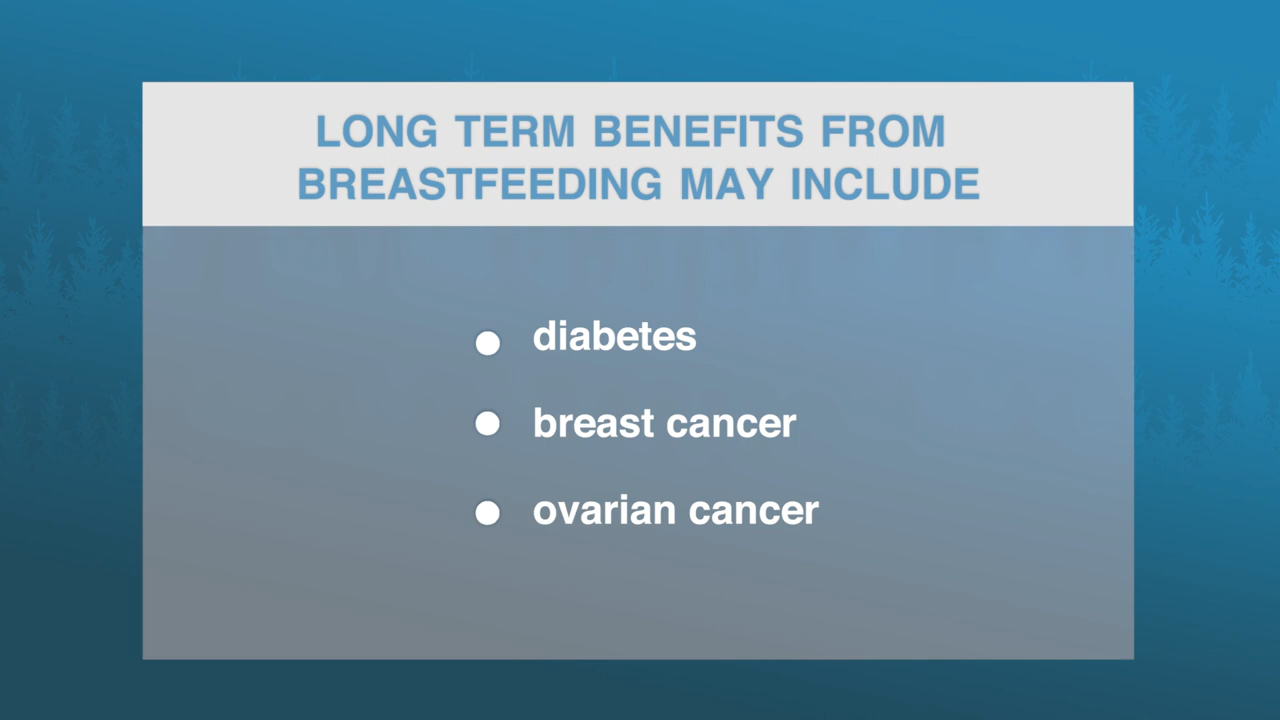 LONG TERM BENEFITS FROM
BREASTFEEDING MAY INCLUDE
diabetes
breast cancer
ovarian cancer